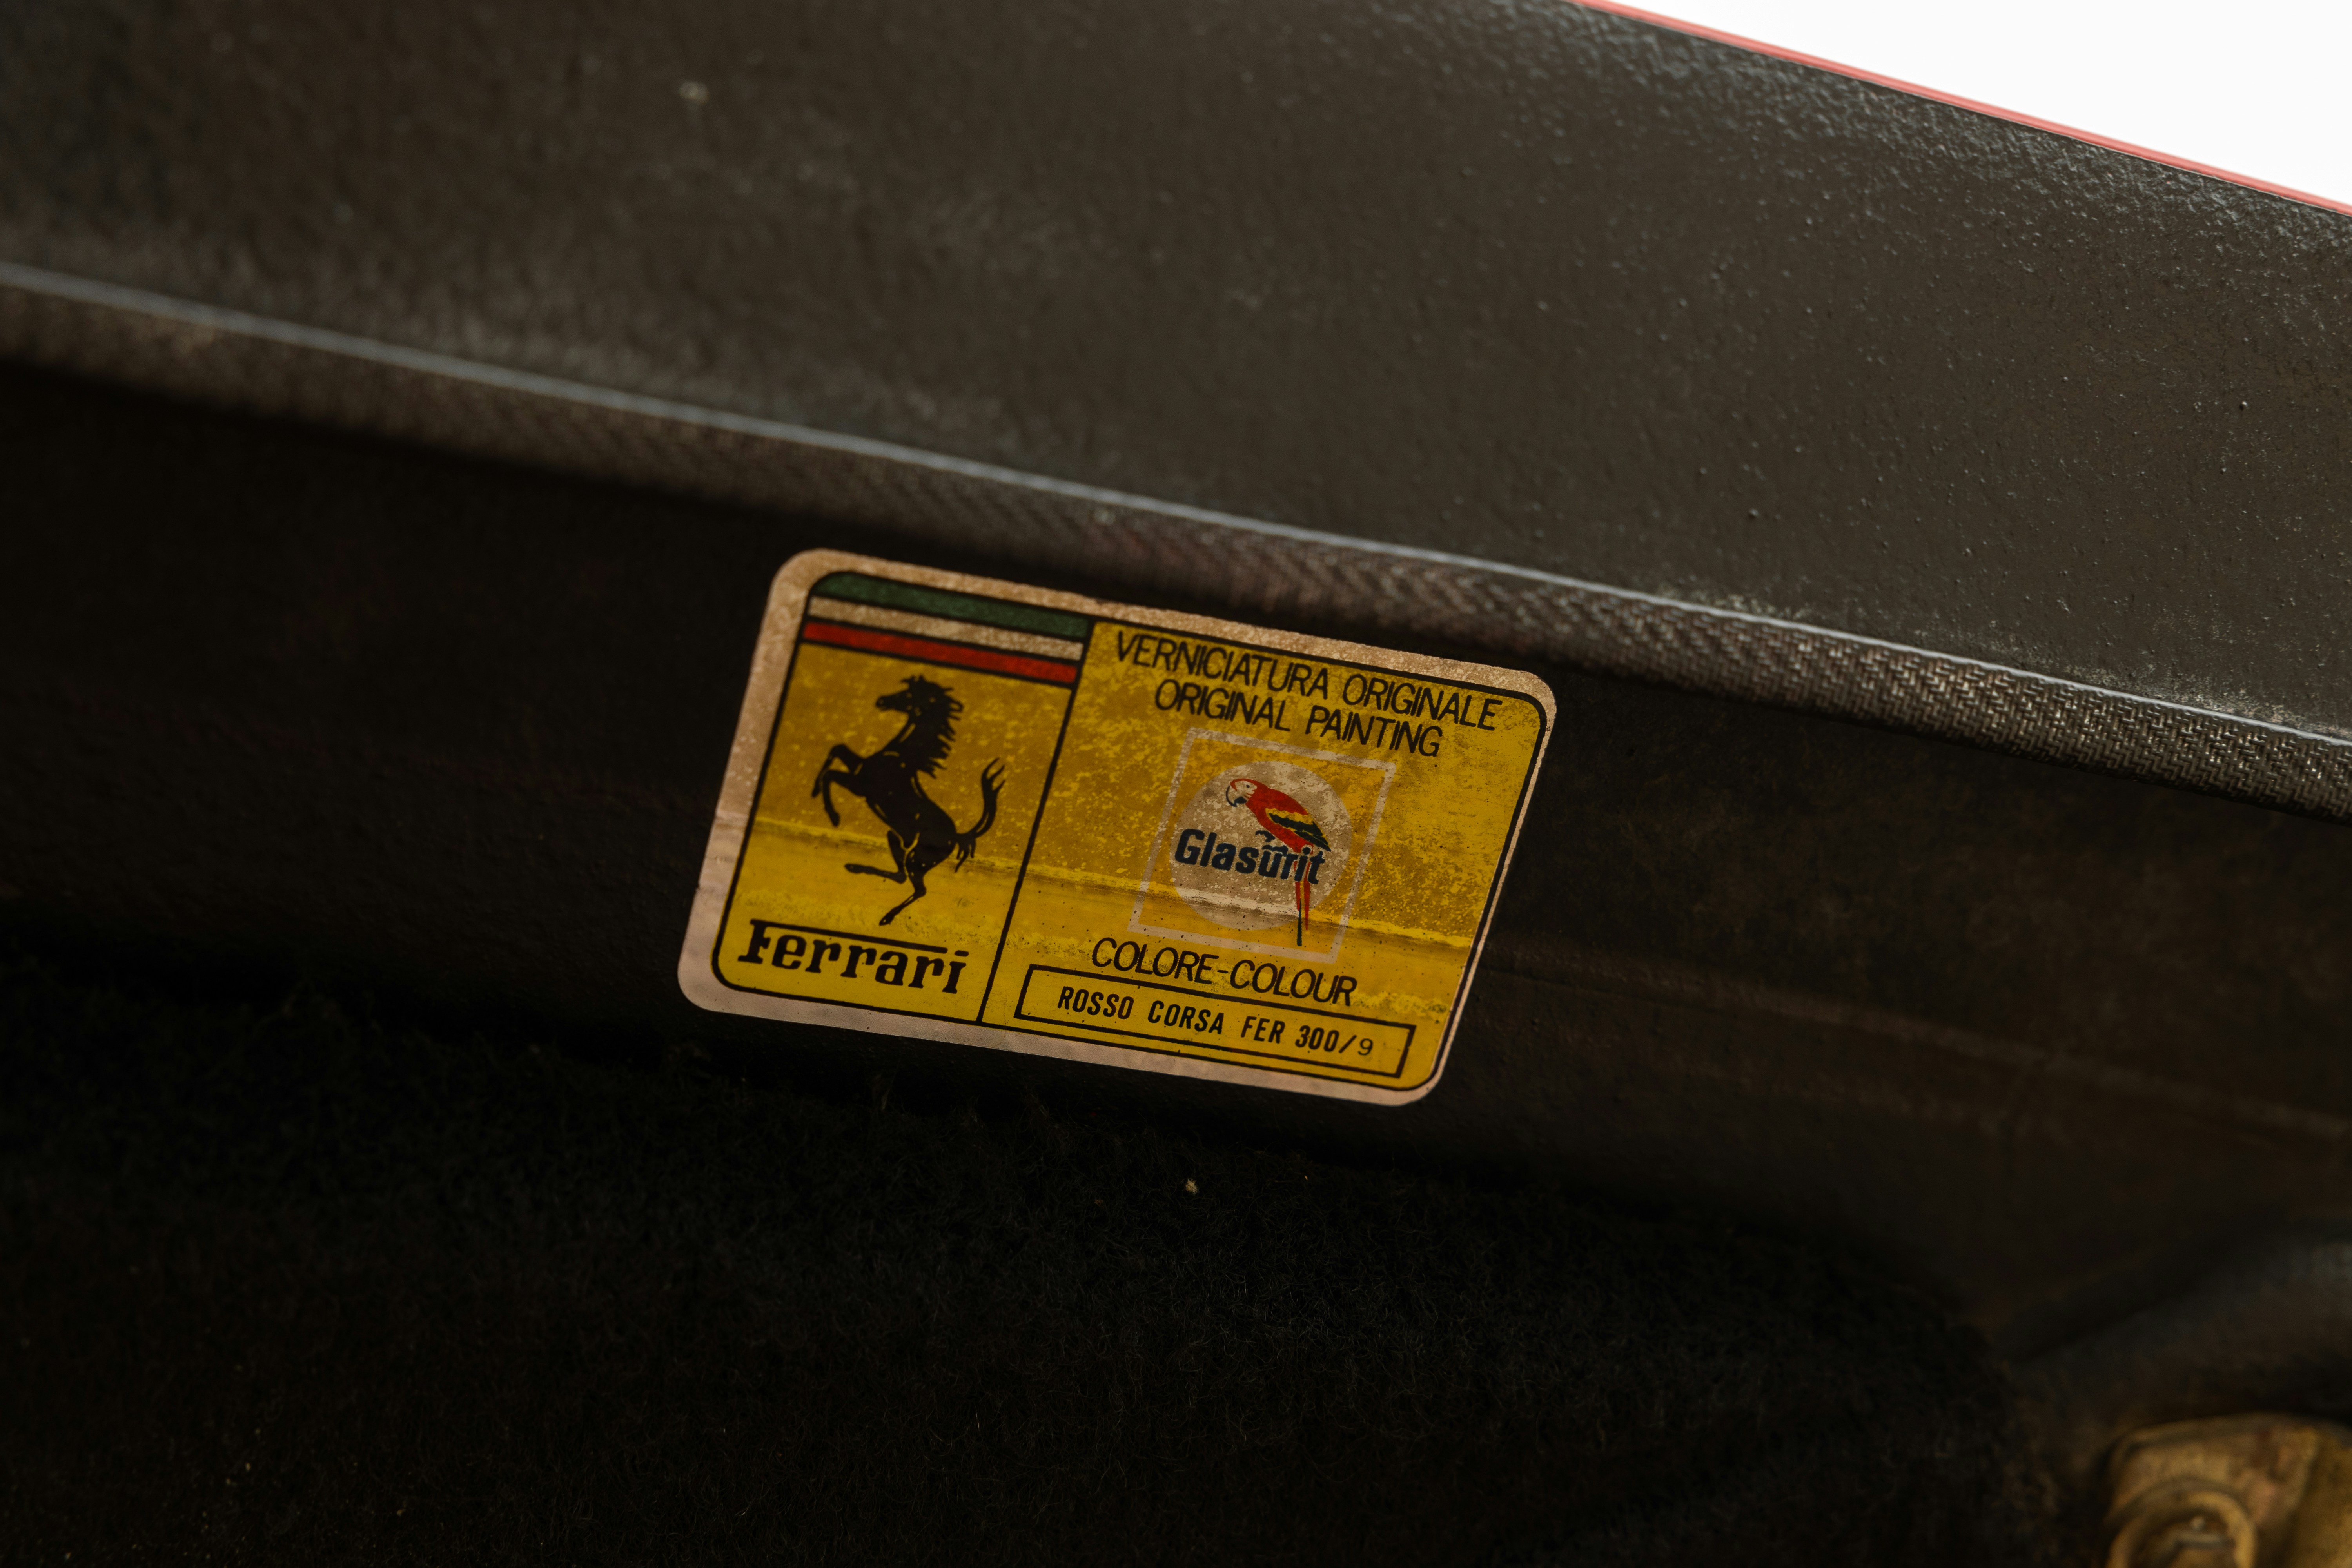 Ferrari
VERNICIATURA ORIGINALE
ORIGINAL PAINTING
Glasurit
COLORE-COLOUR
ROSSO CORSA FER 300/9